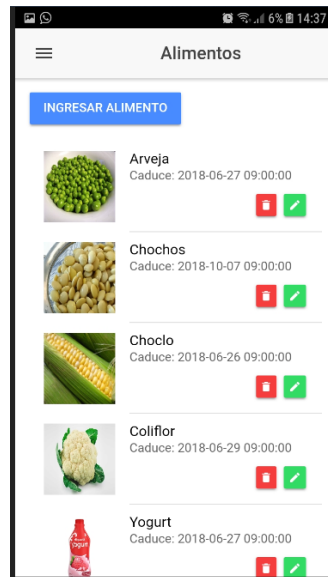 6% 14:37
Alimentos
INGRESAR ALIMENTO
Arveja
Caduce: 2018-06-27 09:00:00
Chochos
Caduce: 2018-10-07 09:00:00
Choclo
Caduce: 2018-06-26 09:00:00
Coliflor
Caduce: 2018-06-29 09:00:00
Yogurt
Caduce: 2018-06-27 09:00:00
yogurt